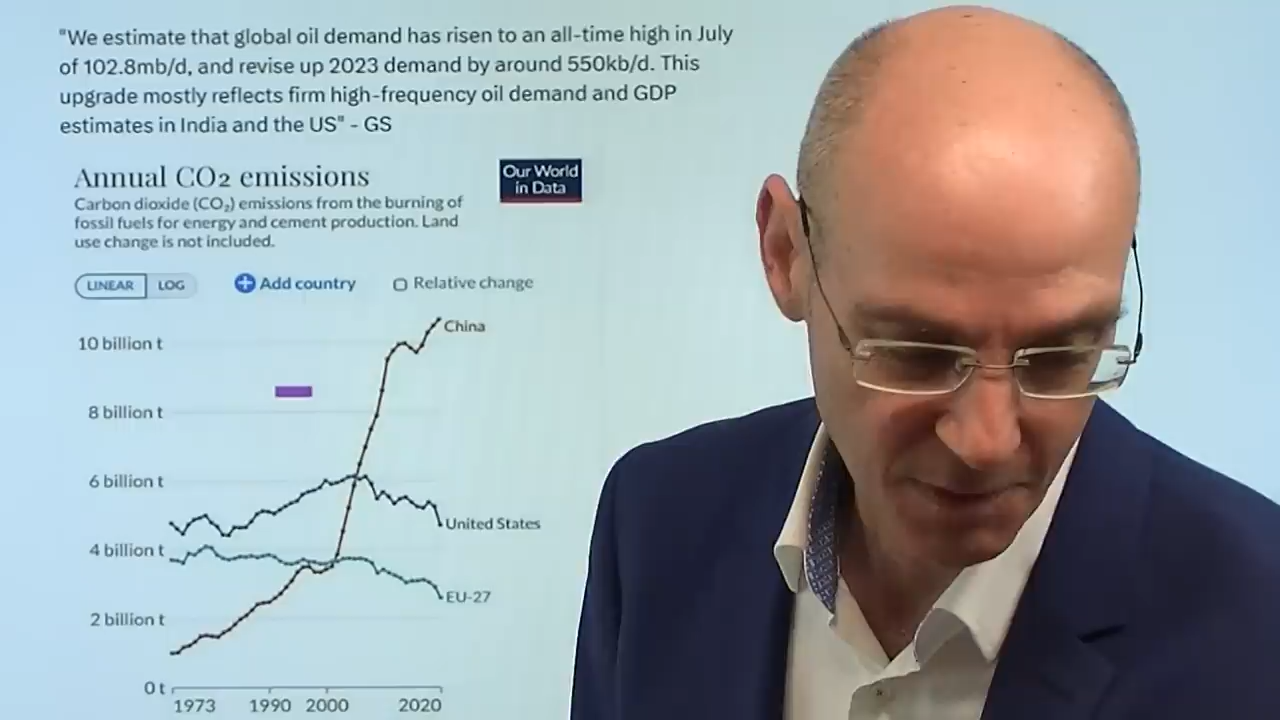 "We estimate that global oil demand has risen to an all-time high in July
of 102.8mb/d, and revise up 2023 demand by around 550kb/d. This
upgrade mostly reflects firm high-frequency oil demand and GDP
estimates in India and the US" - GS
Annual CO2 emissions
Our World
in Data
Carbon dioxide (CO₂) emissions from the burning of
fossil fuels for energy and cement production. Land
use change is not included.
LINEAR LOG
Add country
Relative change
China
10 billion t
8 billion t
6 billion t
United States
4 billion t
EU-27
2 billion t
0 t
1973 1990 2000 2020